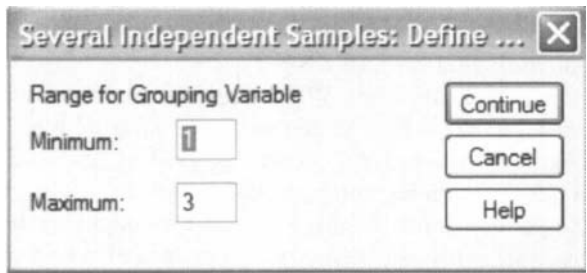 Several Independent Samples: Define ...
Range for Grouping Variable
Minimum: 1
Maximum: 3
Continue
Cancel
Help